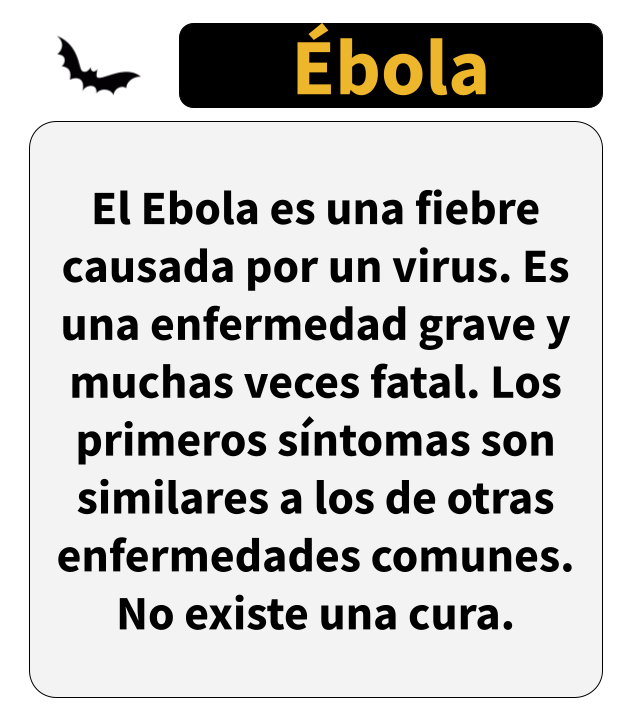 Ébola
El Ebola es una fiebre
causada por un virus. Es
una enfermedad grave y
muchas veces fatal. Los
primeros síntomas son
similares a los de otras
enfermedades comunes.
No existe una cura.